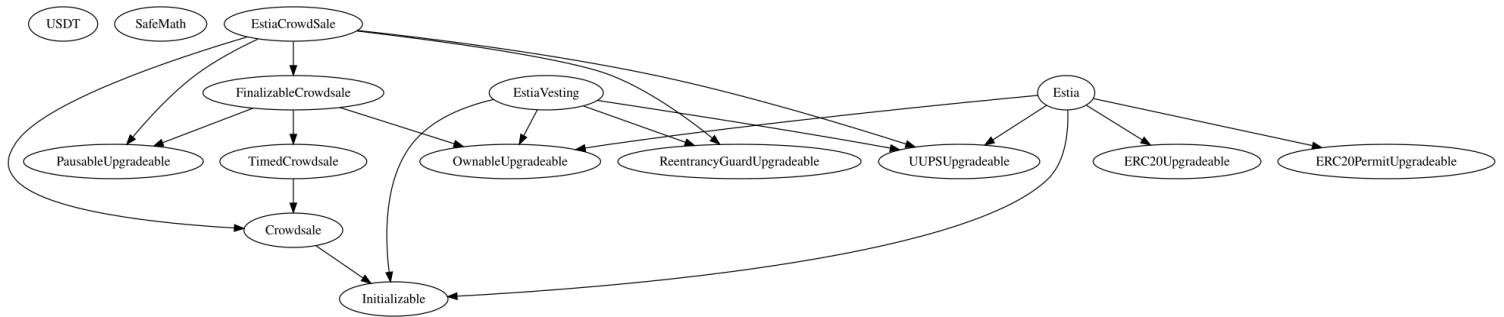 USDT
SafeMath
EstiaCrowdSale
FinalizableCrowdsale
EstiaVesting
Estia
PausableUpgradeable
TimedCrowdsale
OwnableUpgradeable
ReentrancyGuardUpgradeable
UUPSUpgradeable
ERC20Upgradeable
ERC20PermitUpgradeable
Crowdsale
Initializable